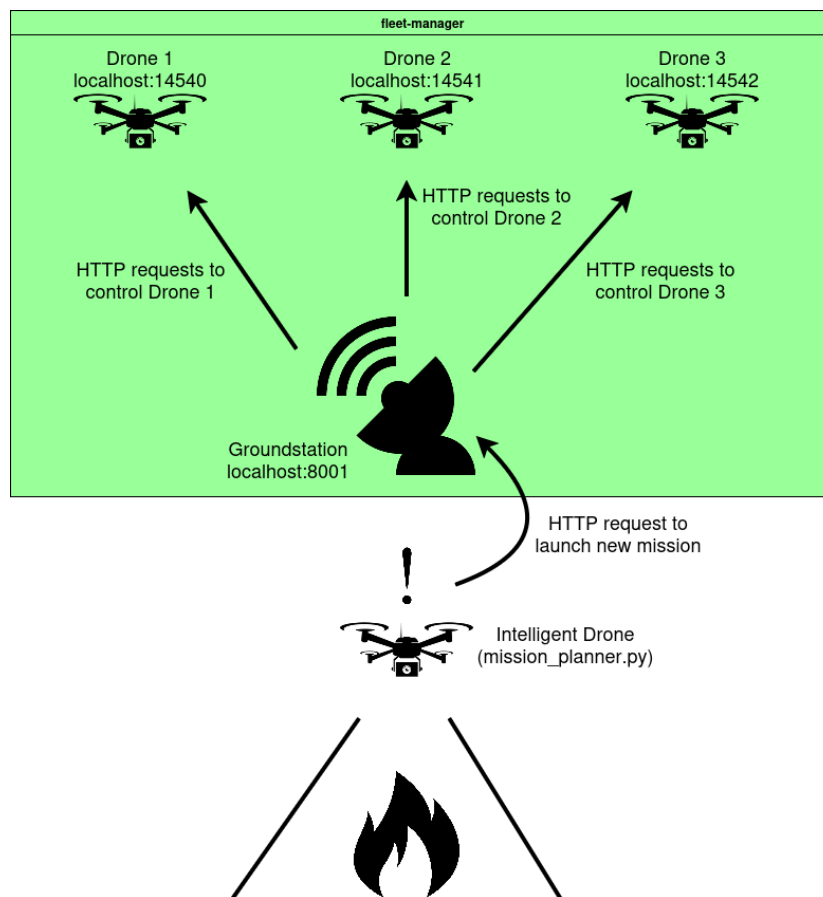 fleet-manager
Drone 1
localhost:14540
Drone 2
localhost:14541
Drone 3
localhost:14542
HTTP requests to
control Drone 2
HTTP requests to
control Drone 1
HTTP requests to
control Drone 3
Groundstation
localhost:8001
HTTP request to
launch new mission
!
Intelligent Drone
(mission_planner.py)